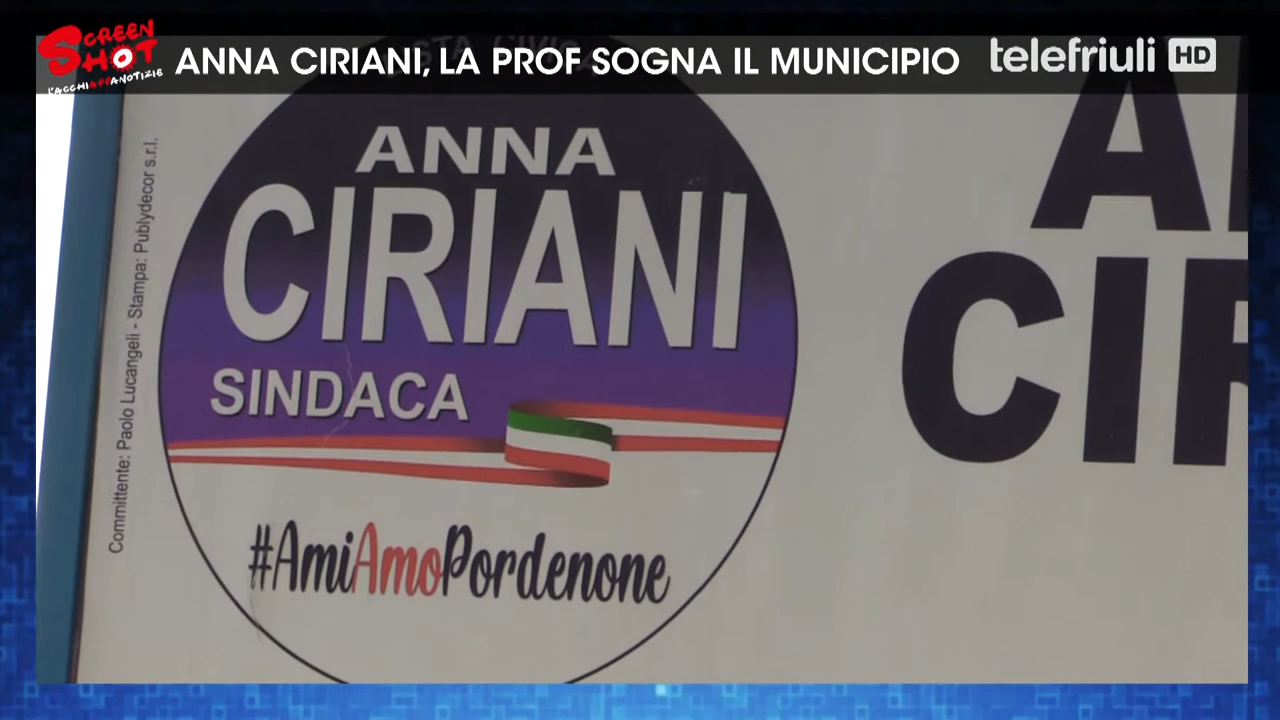 SCREEN
SHOT
L'ACCHIAPPANOTIZIE
ANNA CIRIANI, LA PROF SOGNA IL MUNICIPIO
telefriuli HD
ANNA
CIRIANI
SINDACA
#AmiAmoPordenone
Committente: Paolo Lucangeli - Stampa: Publydecor s.r.l.
A
CIR